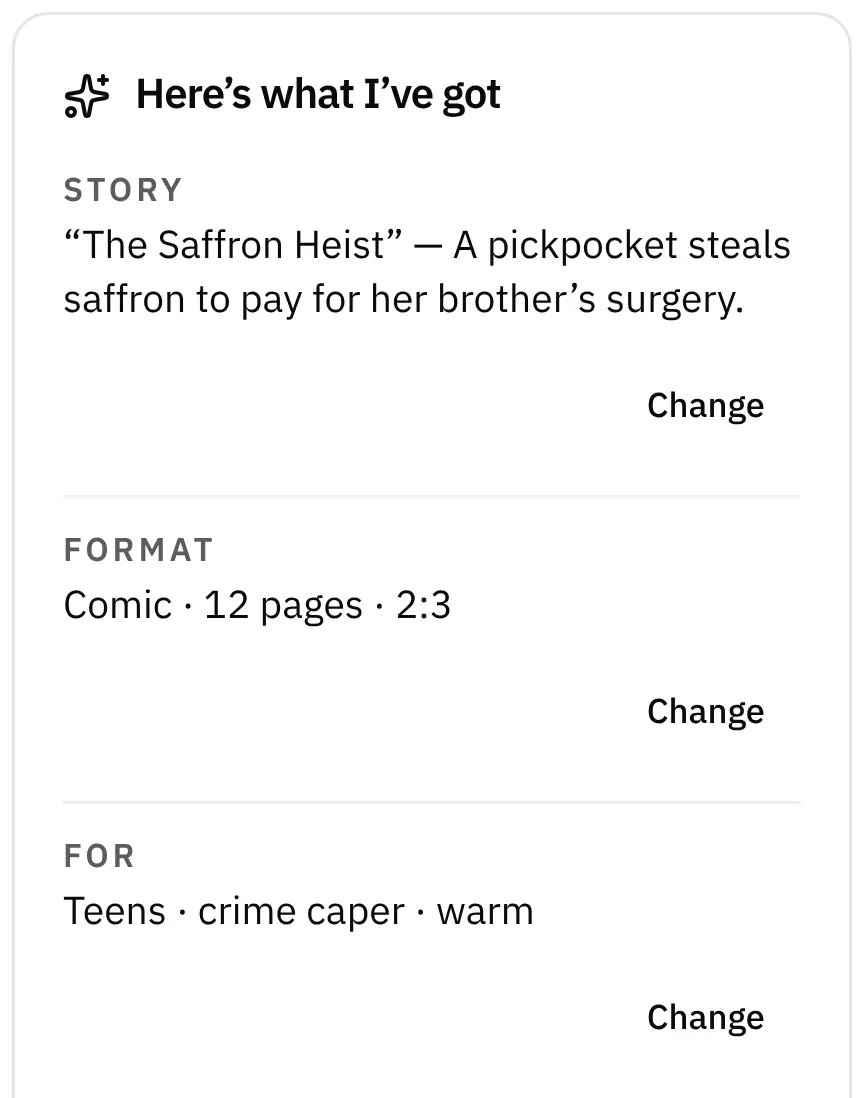 Here’s what I’ve got
STORY
“The Saffron Heist” — A pickpocket steals
saffron to pay for her brother’s surgery.
Change
FORMAT
Comic · 12 pages · 2:3
Change
FOR
Teens · crime caper · warm
Change